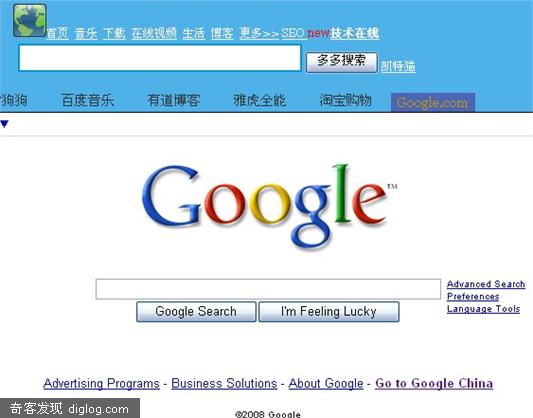 首页 音乐 下载 在线视频 生活 博客 更多>> SEO new技术在线
多多搜索 凯特猫
狗狗 百度音乐 有道博客 雅虎全能 淘宝购物 Google.com
Google™
Advanced Search
Preferences
Language Tools
Google Search I'm Feeling Lucky
Advertising Programs - Business Solutions - About Google - Go to Google China
©2008 Google
奇客发现 diglog.com